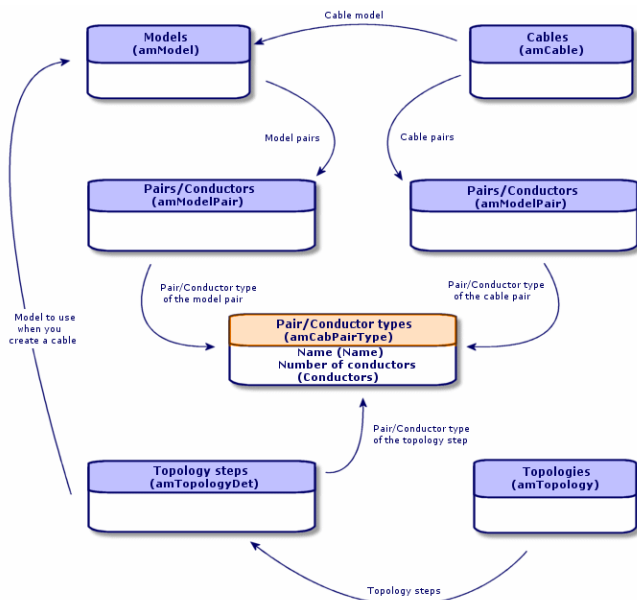 Cable model
Models
(amModel)
Cables
(amCable)
Model pairs
Cable pairs
Pairs/Conductors
(amModelPair)
Pairs/Conductors
(amModelPair)
Pair/Conductor type
of the model pair
Pair/Conductor type
of the cable pair
Model to use
when you
create a cable
Pair/Conductor types
(amCabPairType)
Name (Name)
Number of conductors
(Conductors)
Pair/Conductor type
of the topology step
Topology steps
(amTopologyDet)
Topologies
(amTopology)
Topology steps